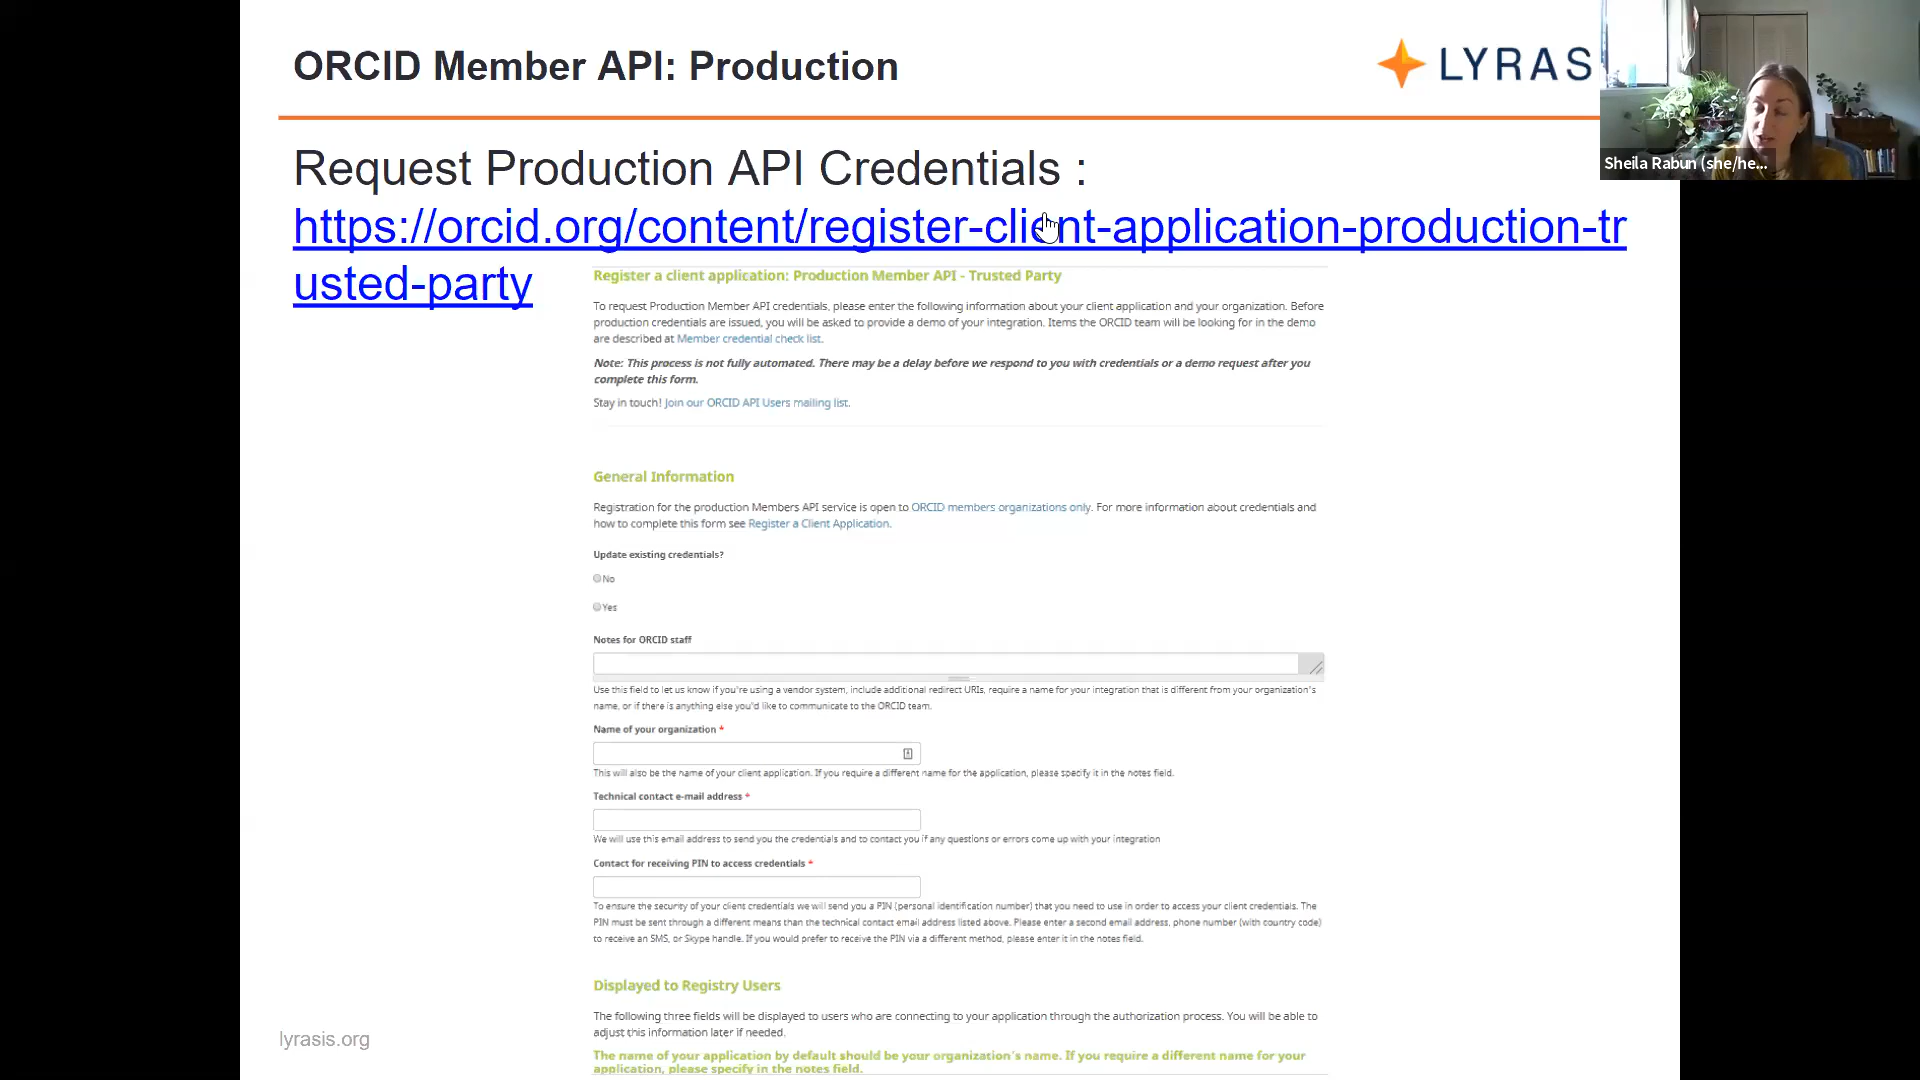 ORCID Member API: Production
LYRAS
Sheila Rabun (she/he...
Request Production API Credentials :
https://orcid.org/content/register-client-application-production-tr
usted-party
Register a client application: Production Member API - Trusted Party
To request Production Member API credentials, please enter the following information about your client application and your organization. Before
production credentials are issued, you will be asked to provide a demo of your integration. Items the ORCID team will be looking for in the demo
are described at Member credential check list.
Note: This process is not fully automated. There may be a delay before we respond to you with credentials or a demo request after you
complete this form.
Stay in touch! Join our ORCID API Users mailing list.
General Information
Registration for the production Members API service is open to ORCID members organizations only. For more information about credentials and
how to complete this form see Register a Client Application.
Update existing credentials?
No
Yes
Notes for ORCID staff
Use this field to let us know if you're using a vendor system, include additional redirect URIs, require a name for your integration that is different from your organization's
name, or if there is anything else you'd like to communicate to the ORCID team.
Name of your organization *
This will also be the name of your client application. If you require a different name for the application, please specify it in the notes field.
Technical contact e-mail address *
We will use this email address to send you the credentials and to contact you if any questions or errors come up with your integration
Contact for receiving PIN to access credentials *
To ensure the security of your client credentials we will send you a PIN (personal identification number) that you need to use in order to access your client credentials. The
PIN must be sent through a different means than the technical contact email address listed above. Please enter a second email address, phone number (with country code)
to receive an SMS, or Skype handle. If you would prefer to receive the PIN via a different method, please enter it in the notes field.
Displayed to Registry Users
The following three fields will be displayed to users who are connecting to your application through the authorization process. You will be able to
adjust this information later if needed.
The name of your application by default should be your organization's name. If you require a different name for your
application, please specify in the notes field.
lyrasis.org